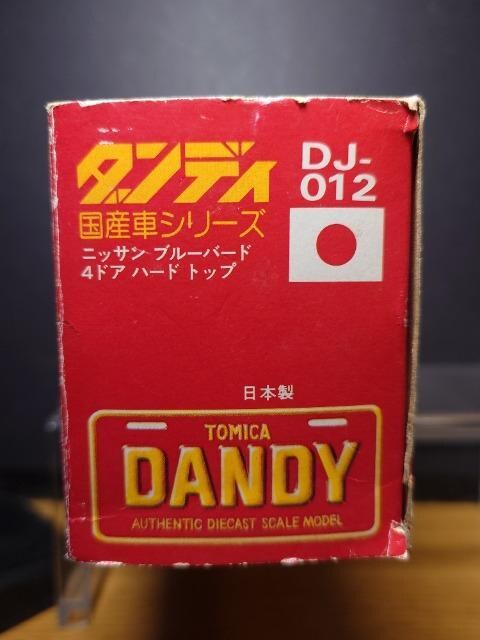 ダンディ
DJ-
012
国産車シリーズ
ニッサン ブルーバード
4ドア ハード トップ
日本製
TOMICA
DANDY
AUTHENTIC DIECAST SCALE MODEL